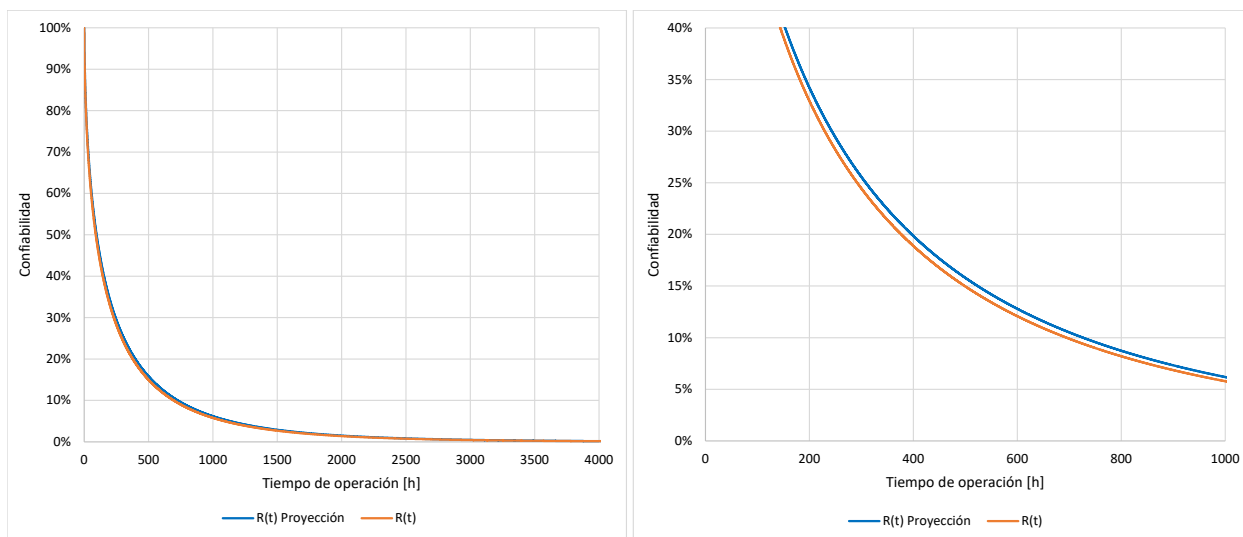 100%
90%
80%
70%
60%
50%
40%
30%
20%
10%
0%
Confiabilidad
0 500 1000 1500 2000 2500 3000 3500 4000
Tiempo de operación [h]
R(t) Proyección R(t)
40%
35%
30%
25%
20%
15%
10%
5%
0%
Confiabilidad
0 200 400 600 800 1000
Tiempo de operación [h]
R(t) Proyección R(t)